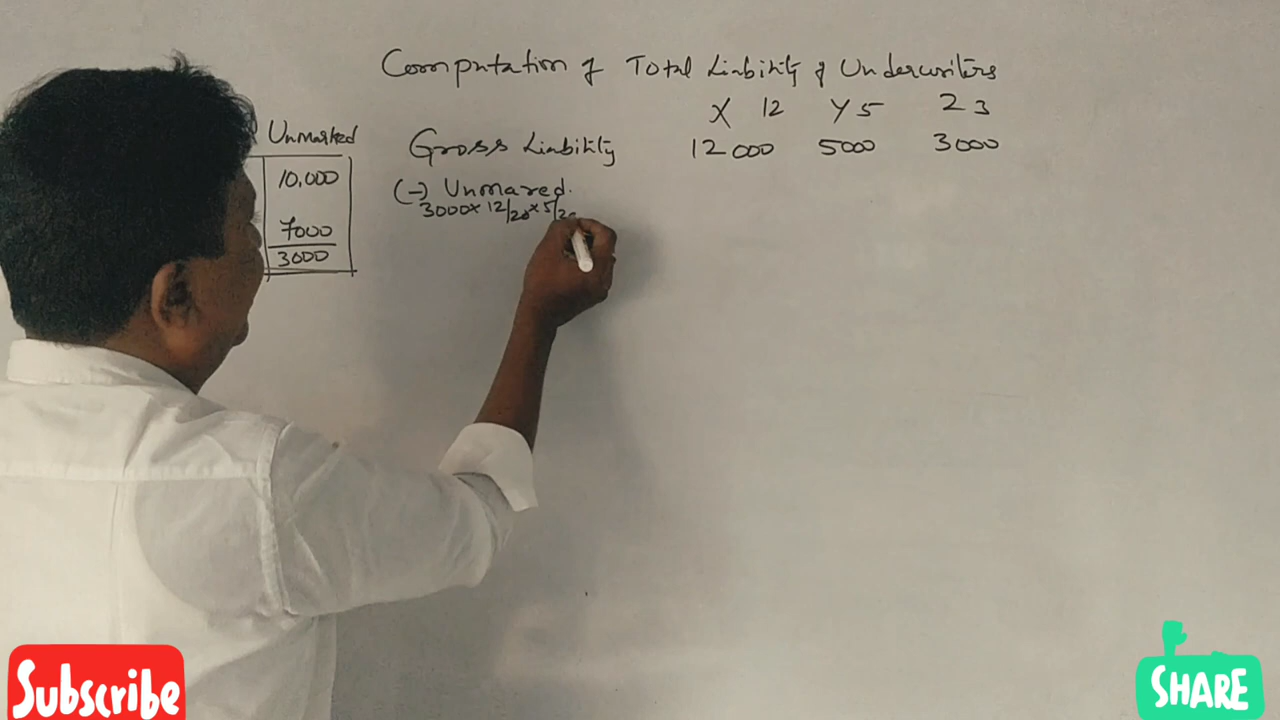 Computation of Total Liability of Underwriters
X 12 Y 5 Z 3
Unmarked
10,000
7000
3000
Gross Liability 12000 5000 3000
(-) Unmared.
3000 x 12/20 x 5/20
Subscribe
SHARE